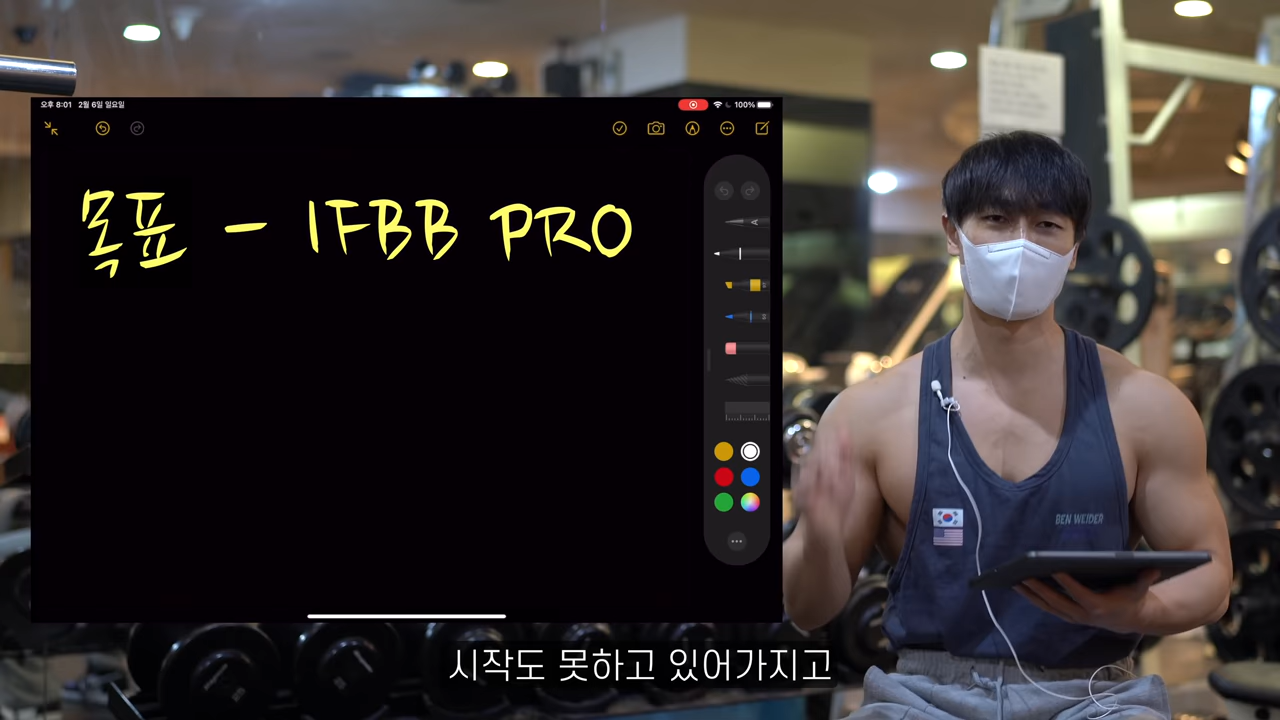 오후 8:01 2월 6일 일요일
100%
목표 - IFBB PRO
BEN WEIDER
시작도 못하고 있어가지고